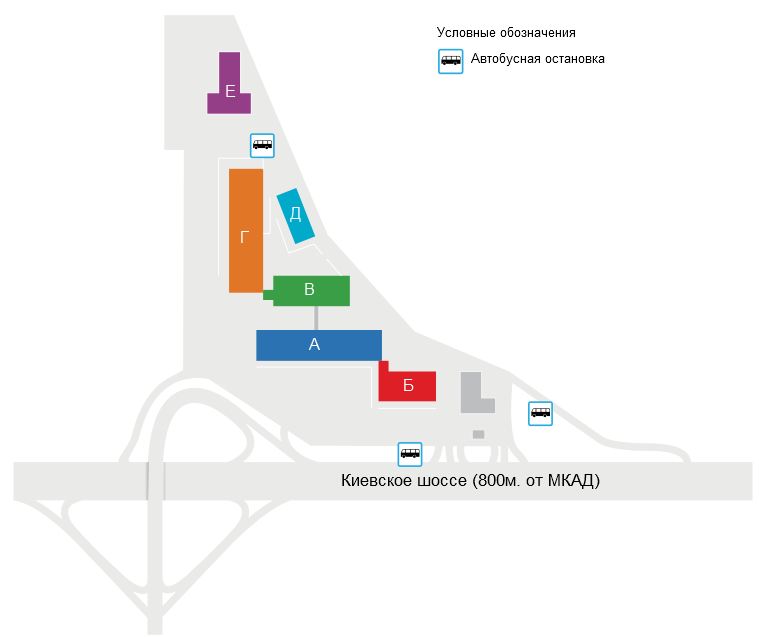 Условные обозначения
Автобусная остановка
Е
Д
Г
В
А
Б
Киевское шоссе (800м. от МКАД)